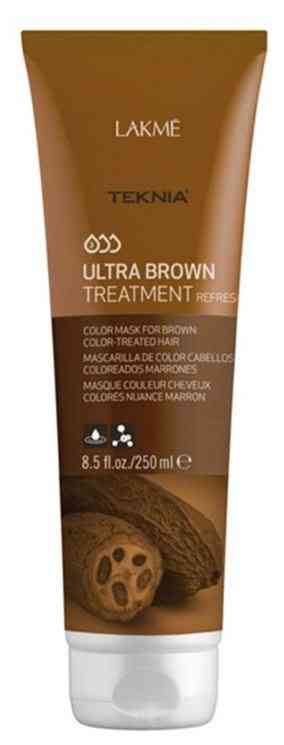 LAKMĒ
TEKNIA
ULTRA BROWN
TREATMENT REFRES
COLOR MASK FOR BROWN
COLOR-TREATED HAIR
MASCARILLA DE COLOR CABELLOS
COLOREADOS MARRONES
MASQUE COULEUR CHEVEUX
COLORÉS NUANCE MARRON
8.5 fl.oz./250 ml ℮